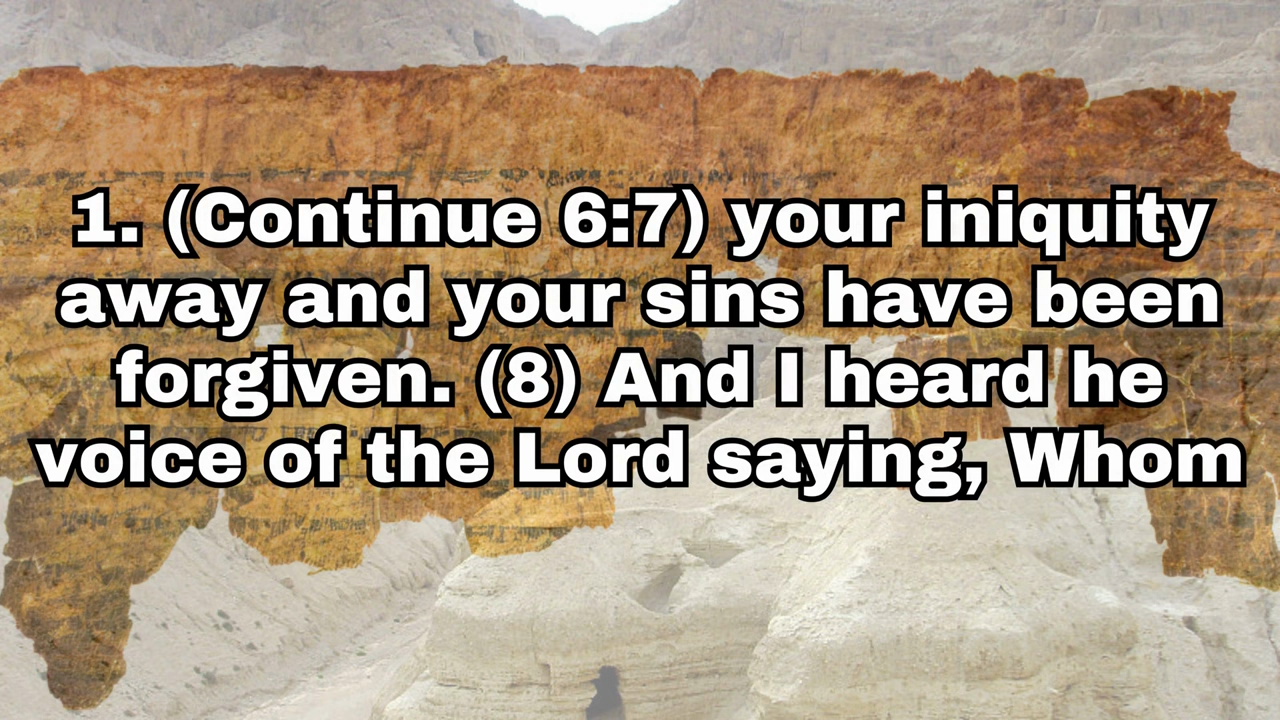 1. (Continue 6:7) your iniquity
away and your sins have been
forgiven. (8) And I heard he
voice of the Lord saying, Whom